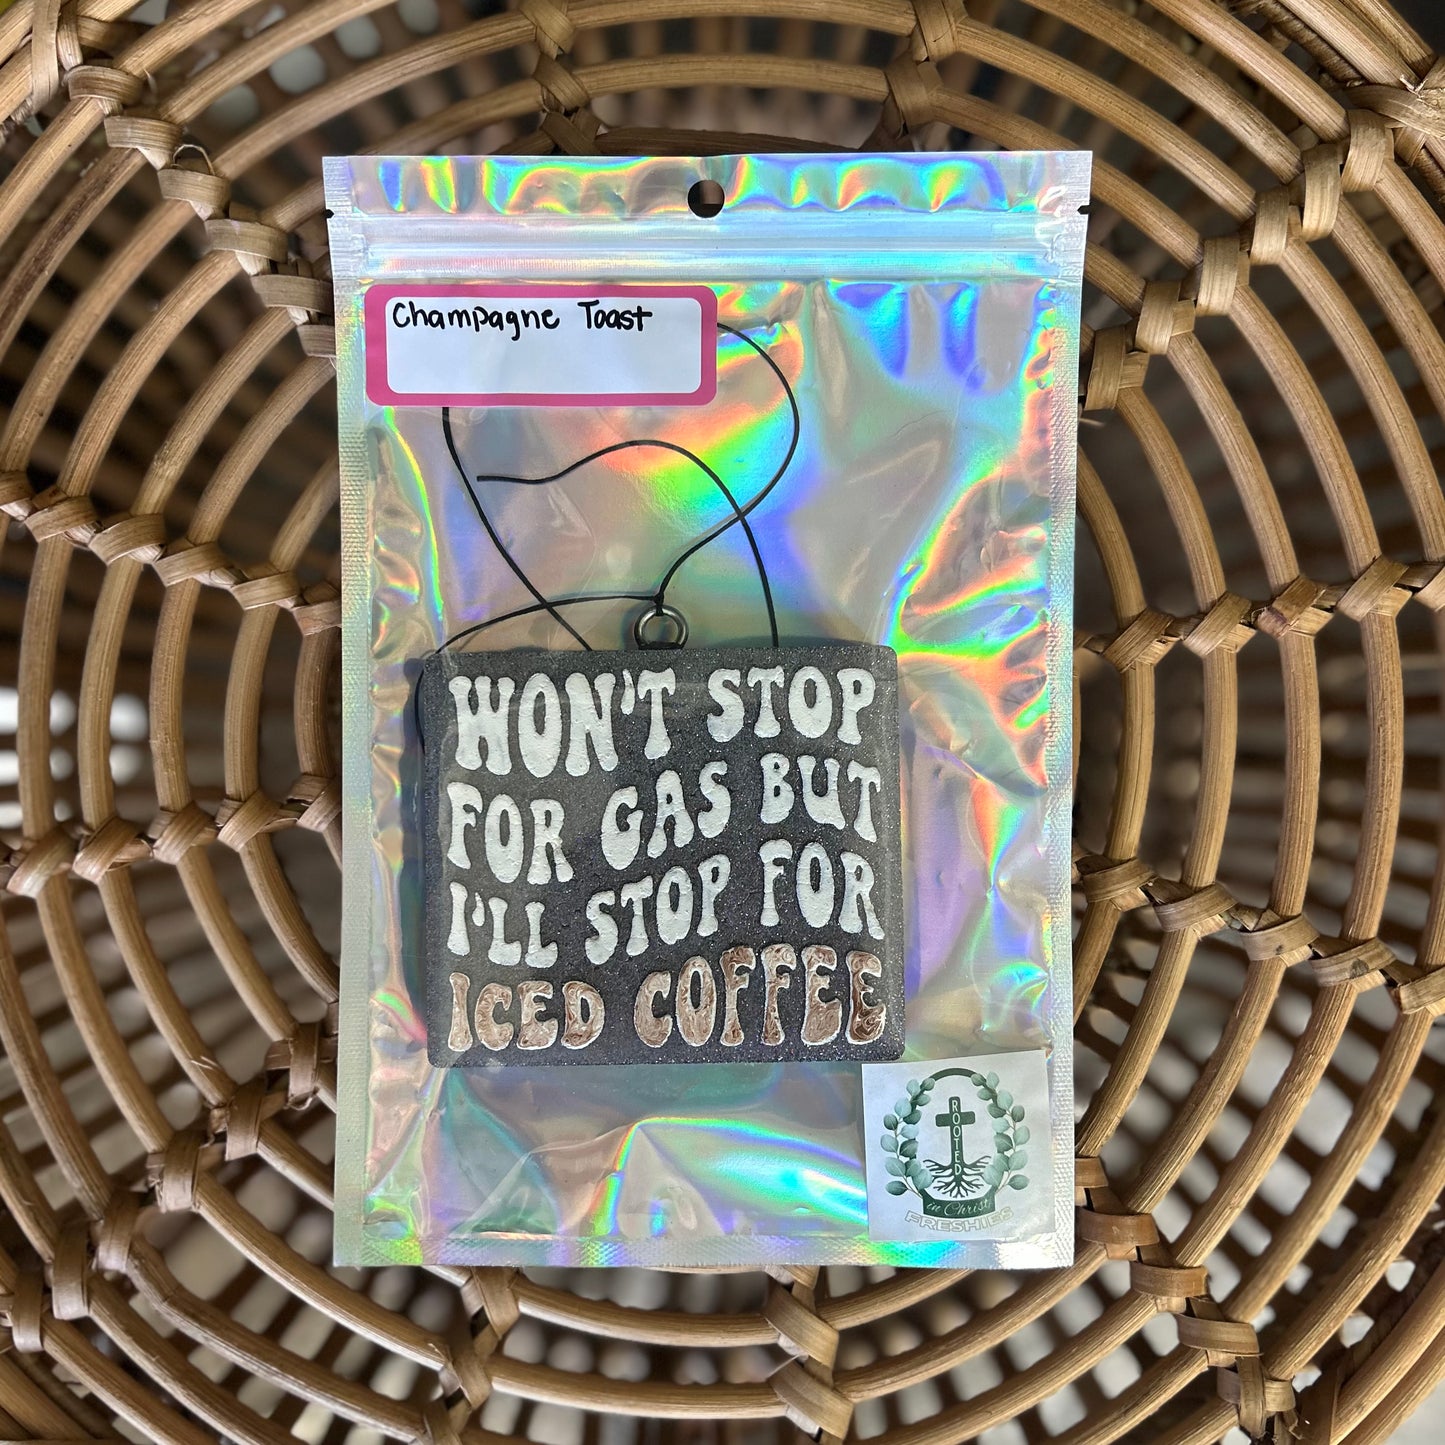 Champagne Toast
WON'T STOP
FOR GAS BUT
I'LL STOP FOR
ICED COFFEE
ROOTED
in Christ
FRESHIES